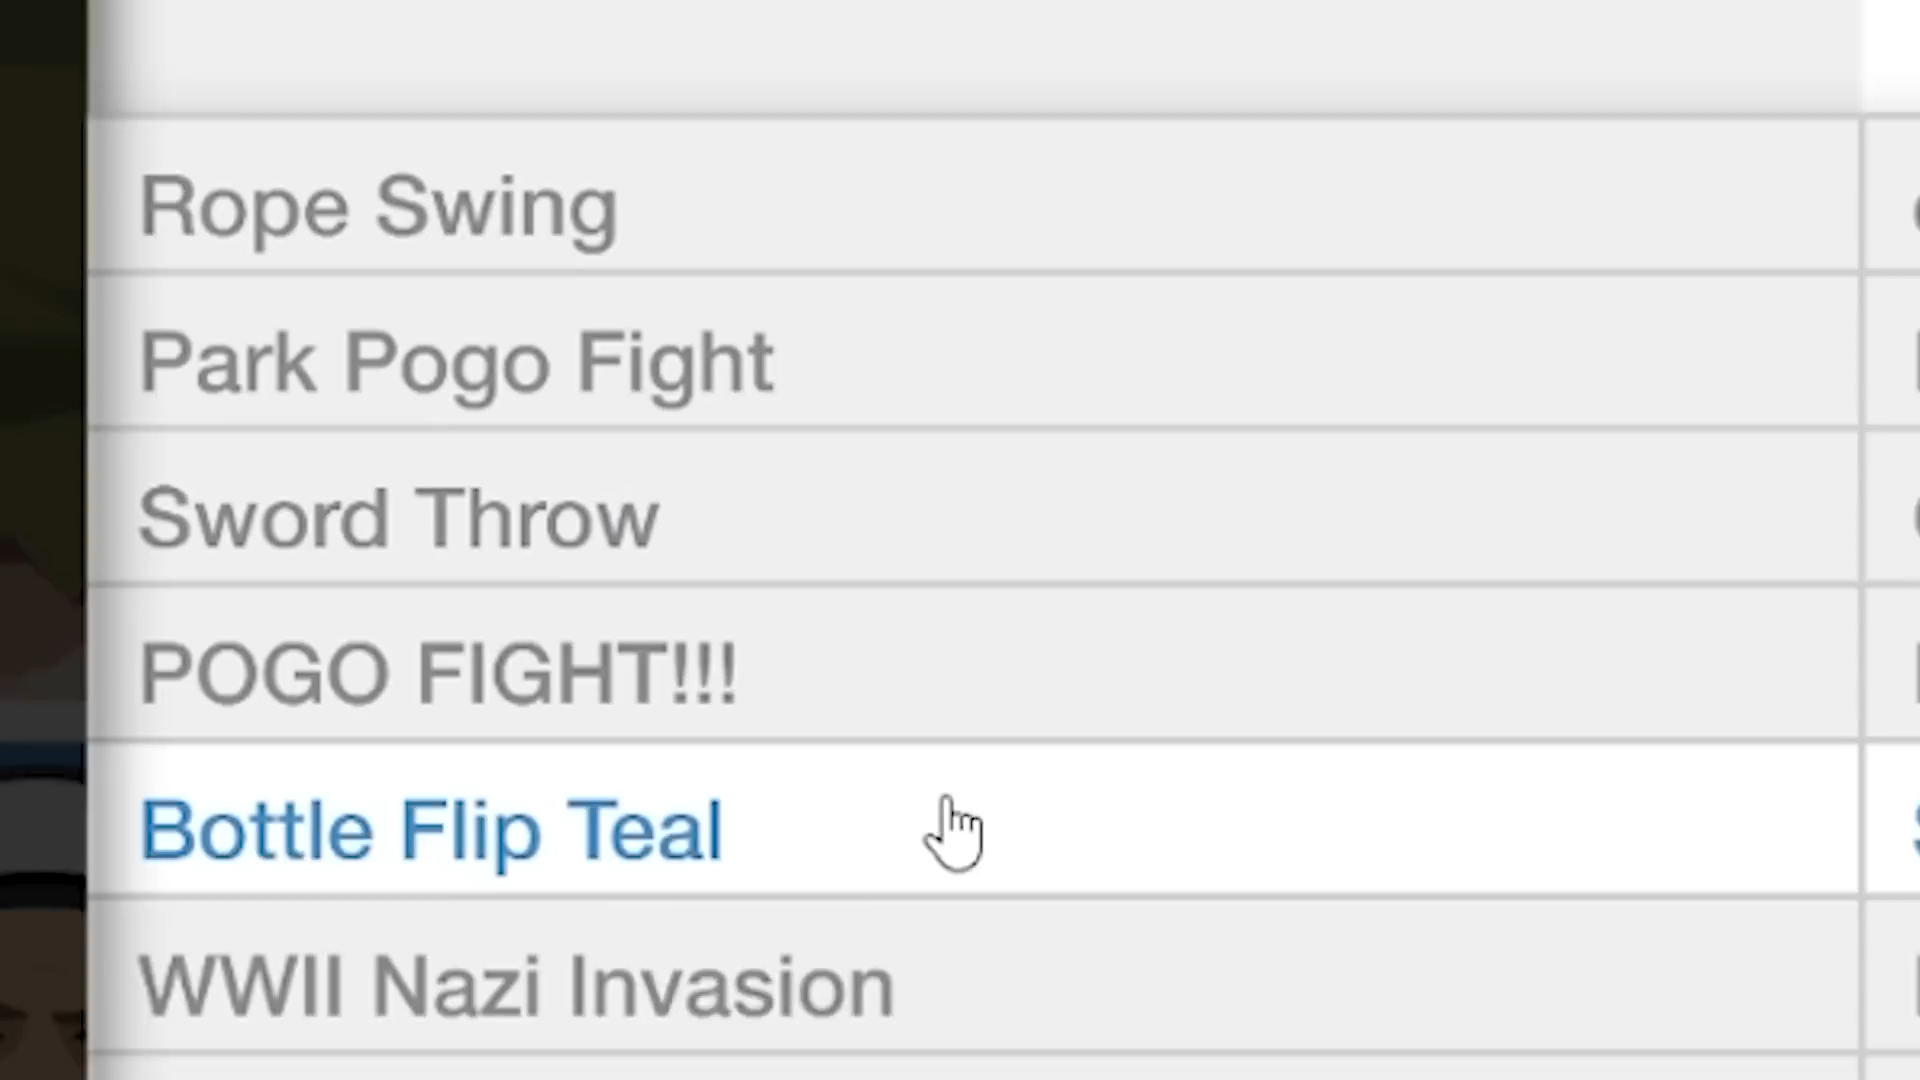 Rope Swing
Park Pogo Fight
Sword Throw
POGO FIGHT!!!
Bottle Flip Teal
WWII Nazi Invasion